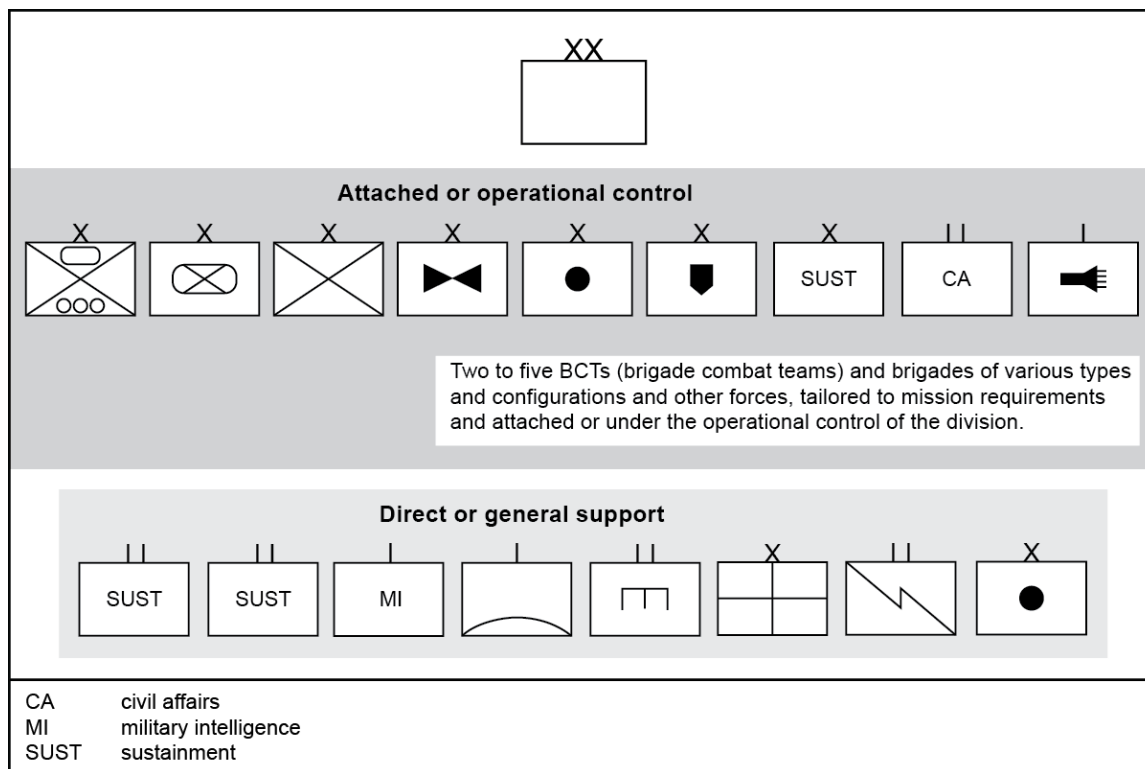 XX
Attached or operational control
X X X X X X X II I
SUST CA
Two to five BCTs (brigade combat teams) and brigades of various types
and configurations and other forces, tailored to mission requirements
and attached or under the operational control of the division.
Direct or general support
II II I I II X II X
SUST SUST MI
CA civil affairs
MI military intelligence
SUST sustainment